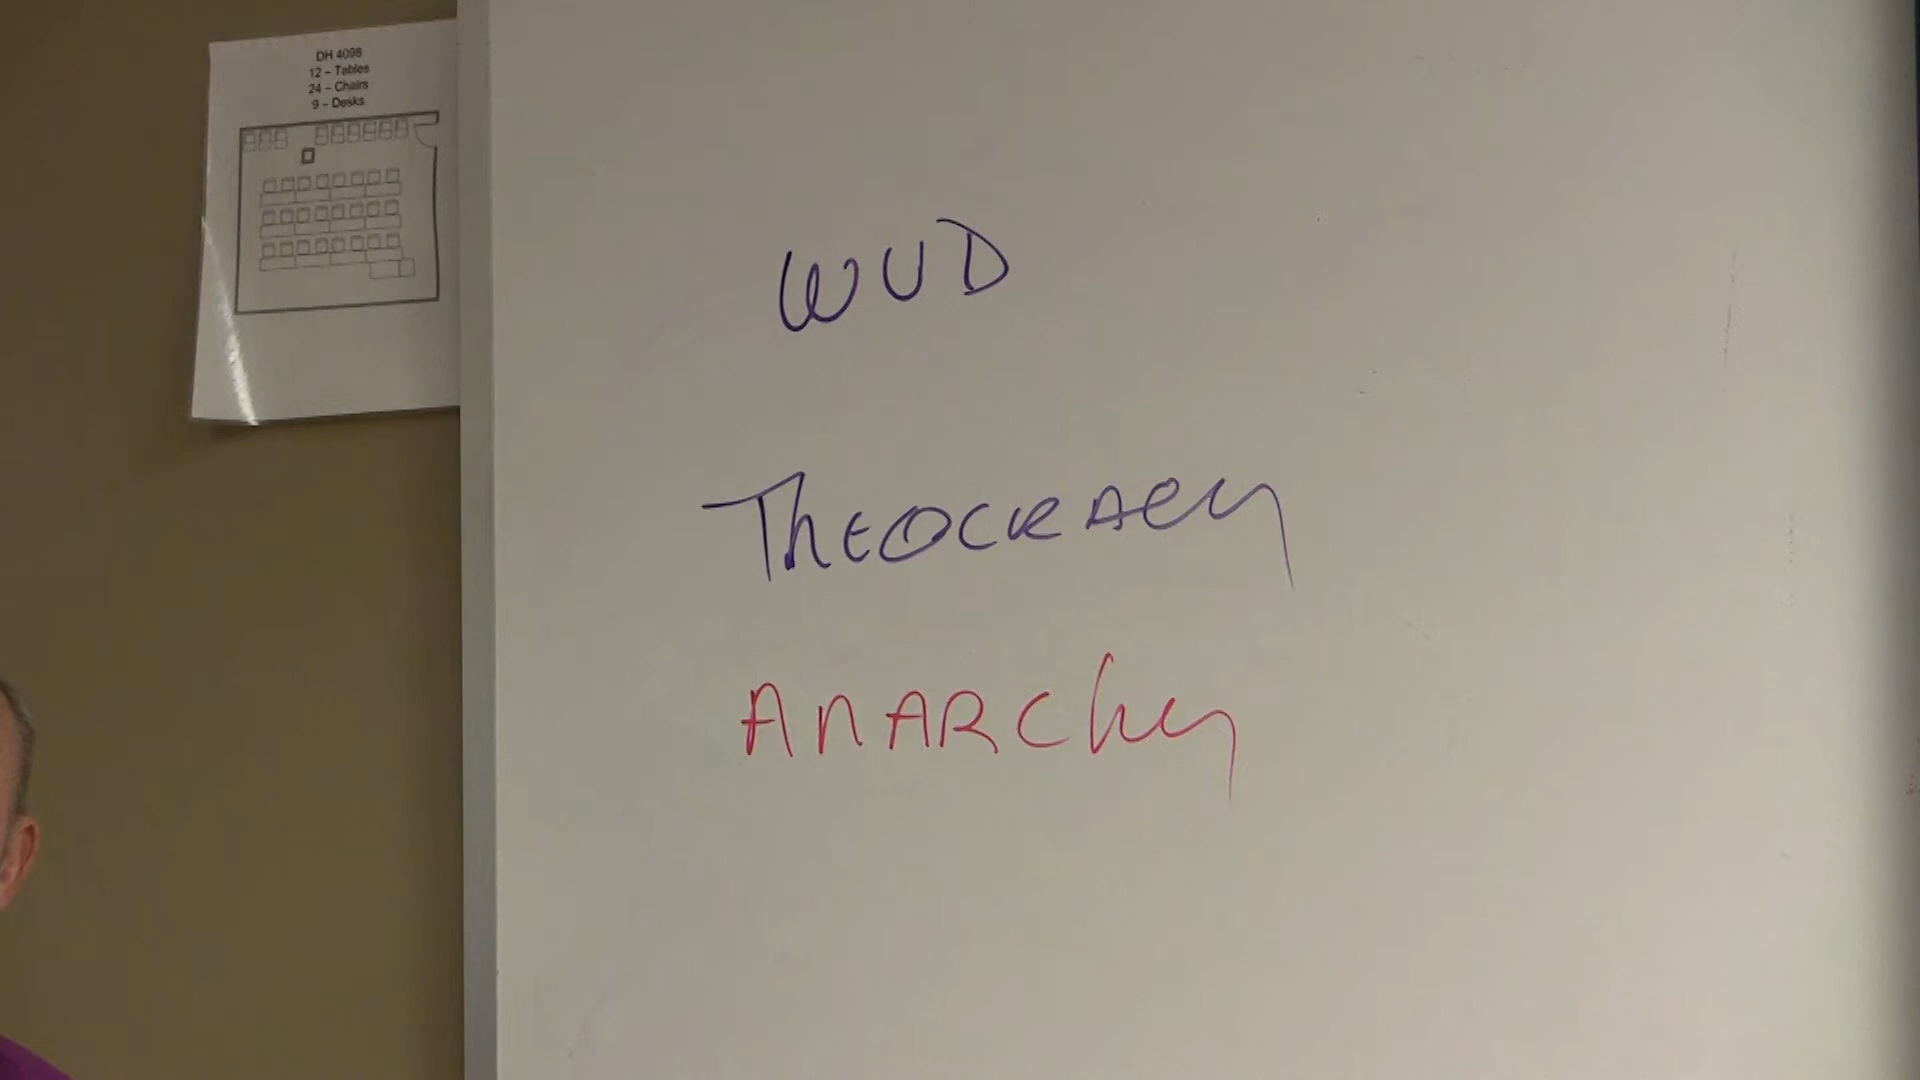 DH 4098
12 – Tables
24 – Chairs
9 – Desks
WUD
ThEOCRACy
ANARChy